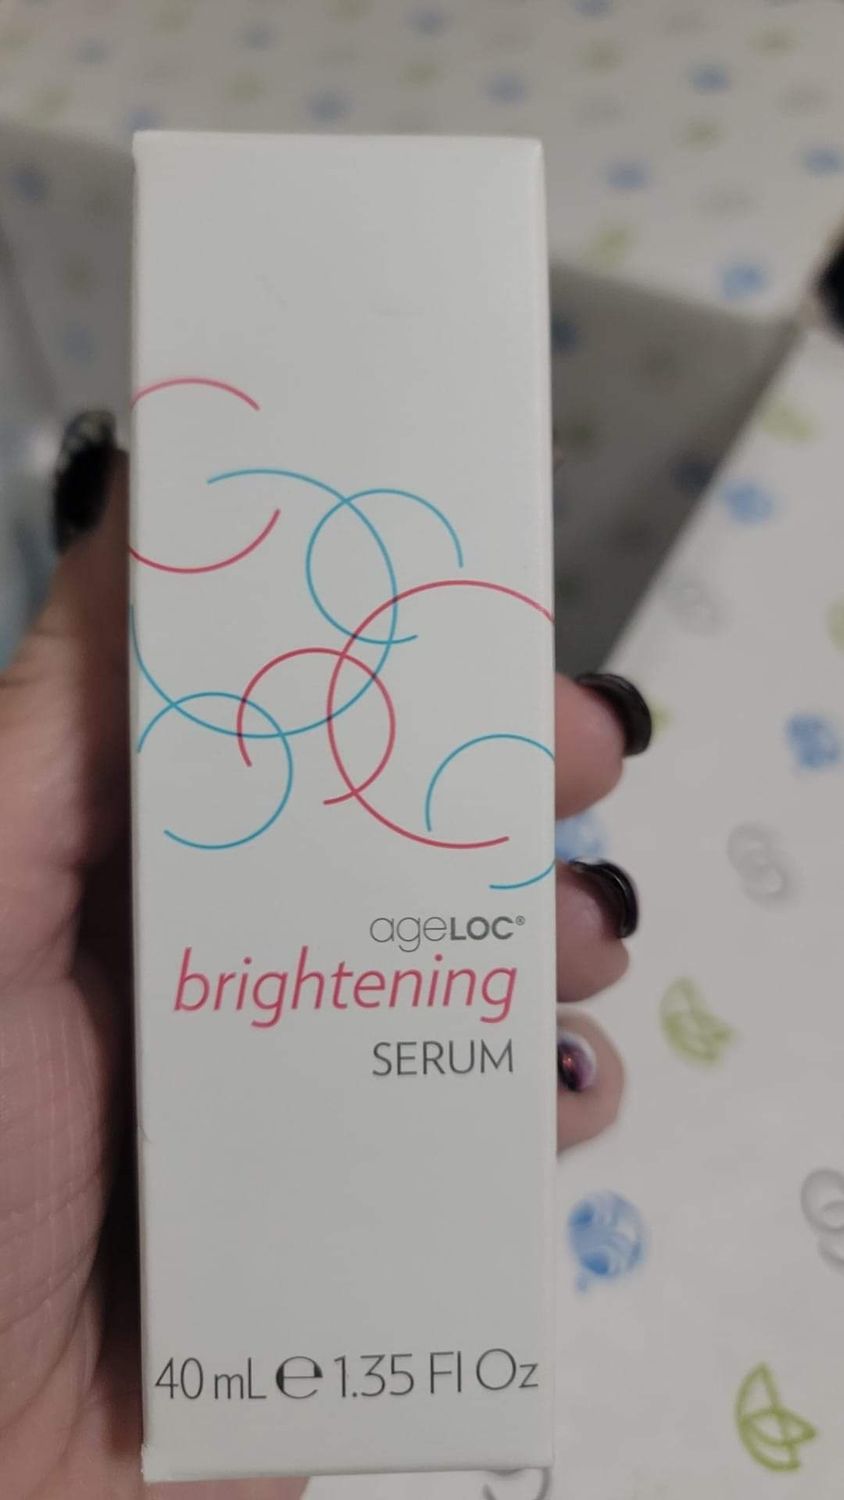 ageLOC®
brightening
SERUM
40 mL ℮ 1.35 Fl Oz